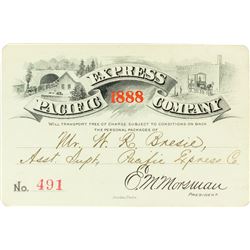 EXPRESS
1888
PACIFIC COMPANY
WILL TRANSPORT FREE OF CHARGE SUBJECT TO CONDITIONS ON BACK
THE PERSONAL PACKAGES OF
Mr. W. R. Bresie,
Asst Supt, Pacific Express Co
No. 491
E M Morsman
PRESIDENT.